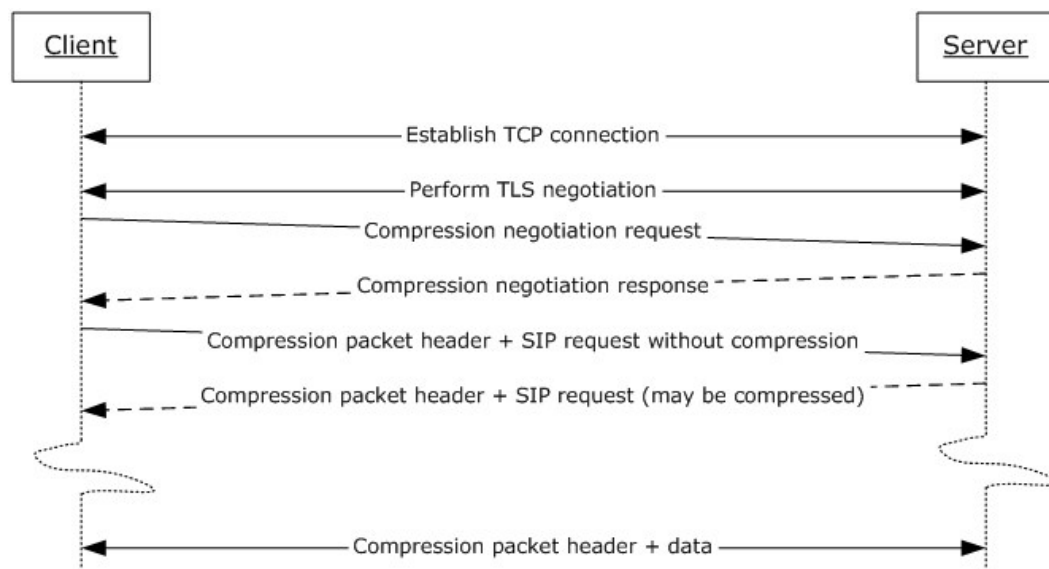 Client
Server
Establish TCP connection
Perform TLS negotiation
Compression negotiation request
Compression negotiation response
Compression packet header + SIP request without compression
Compression packet header + SIP request (may be compressed)
Compression packet header + data